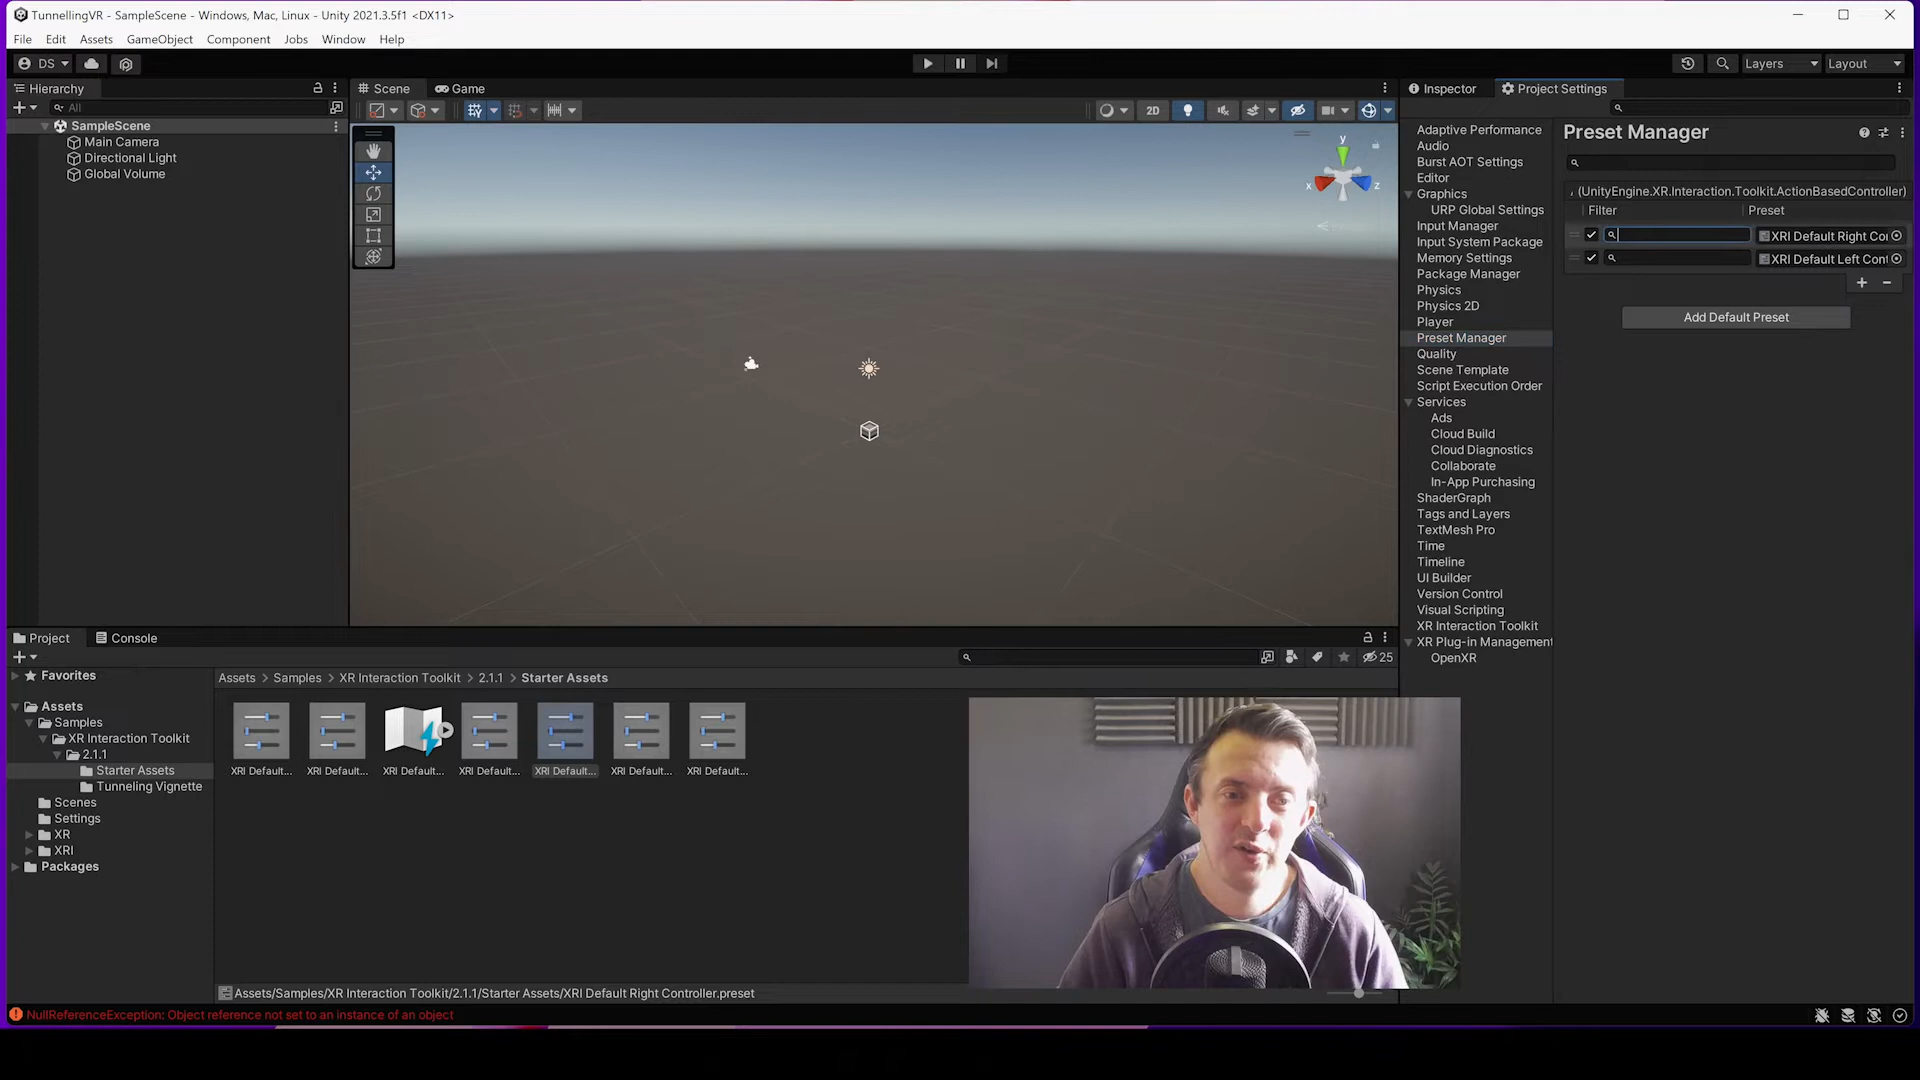 TunnellingVR - SampleScene - Windows, Mac, Linux - Unity 2021.3.5f1 <DX11>
File Edit Assets GameObject Component Jobs Window Help
DS Layers Layout
Hierarchy
All
SampleScene
Main Camera
Directional Light
Global Volume
Scene Game
2D
y
x
z
Inspector Project Settings
Adaptive Performance
Audio
Burst AOT Settings
Editor
Graphics
URP Global Settings
Input Manager
Input System Package
Memory Settings
Package Manager
Physics
Physics 2D
Player
Preset Manager
Quality
Scene Template
Script Execution Order
Services
Ads
Cloud Build
Cloud Diagnostics
Collaborate
In-App Purchasing
ShaderGraph
Tags and Layers
TextMesh Pro
Time
Timeline
UI Builder
Version Control
Visual Scripting
XR Interaction Toolkit
XR Plug-in Management
OpenXR
Preset Manager
(UnityEngine.XR.Interaction.Toolkit.ActionBasedController)
Filter Preset
XRI Default Right Co
XRI Default Left Cont
+ -
Add Default Preset
Project Console
25
Favorites
Assets
Samples
XR Interaction Toolkit
2.1.1
Starter Assets
Tunneling Vignette
Scenes
Settings
XR
XRI
Packages
Assets > Samples > XR Interaction Toolkit > 2.1.1 > Starter Assets
XRI Default... XRI Default... XRI Default... XRI Default... XRI Default... XRI Default... XRI Default...
Assets/Samples/XR Interaction Toolkit/2.1.1/Starter Assets/XRI Default Right Controller.preset
NullReferenceException: Object reference not set to an instance of an object